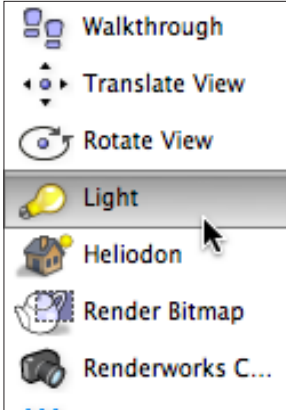 Walkthrough
Translate View
Rotate View
Light
Heliodon
Render Bitmap
Renderworks C...